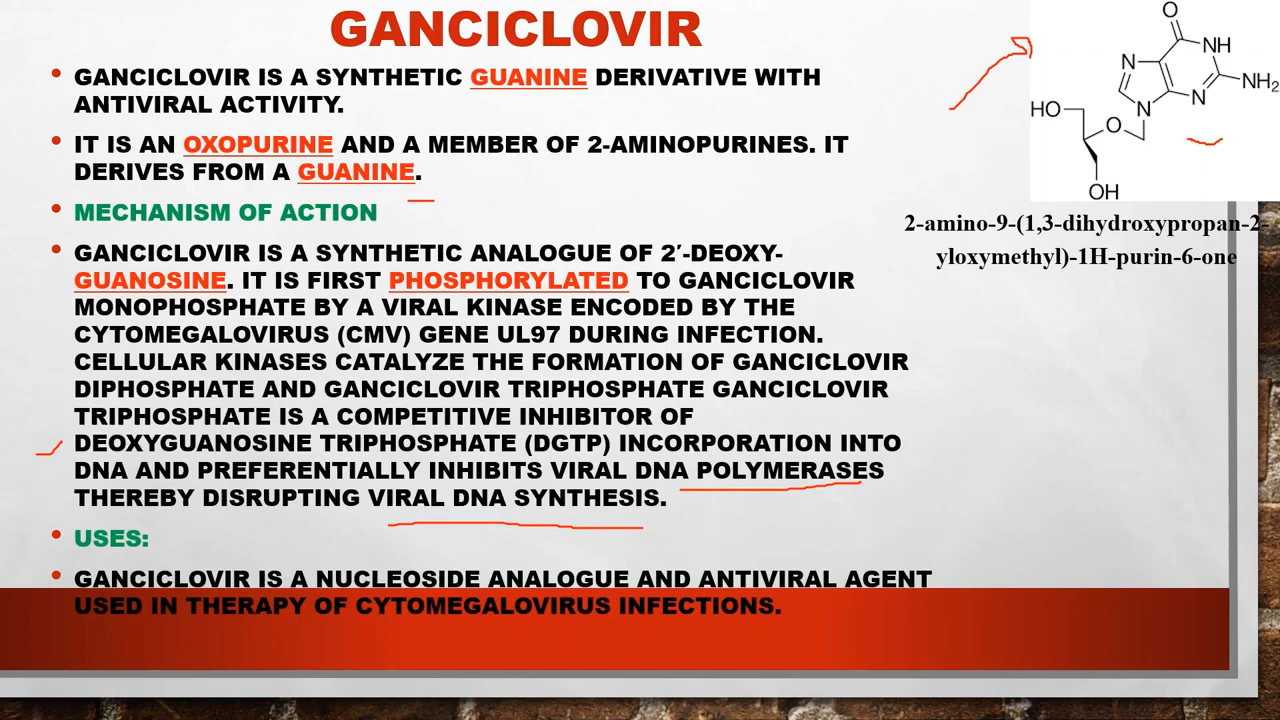 GANCICLOVIR
• GANCICLOVIR IS A SYNTHETIC GUANINE DERIVATIVE WITH
ANTIVIRAL ACTIVITY.
• IT IS AN OXOPURINE AND A MEMBER OF 2-AMINOPURINES. IT
DERIVES FROM A GUANINE.
• MECHANISM OF ACTION
• GANCICLOVIR IS A SYNTHETIC ANALOGUE OF 2′-DEOXY-
GUANOSINE. IT IS FIRST PHOSPHORYLATED TO GANCICLOVIR
MONOPHOSPHATE BY A VIRAL KINASE ENCODED BY THE
CYTOMEGALOVIRUS (CMV) GENE UL97 DURING INFECTION.
CELLULAR KINASES CATALYZE THE FORMATION OF GANCICLOVIR
DIPHOSPHATE AND GANCICLOVIR TRIPHOSPHATE GANCICLOVIR
TRIPHOSPHATE IS A COMPETITIVE INHIBITOR OF
DEOXYGUANOSINE TRIPHOSPHATE (DGTP) INCORPORATION INTO
DNA AND PREFERENTIALLY INHIBITS VIRAL DNA POLYMERASES
THEREBY DISRUPTING VIRAL DNA SYNTHESIS.
• USES:
• GANCICLOVIR IS A NUCLEOSIDE ANALOGUE AND ANTIVIRAL AGENT
USED IN THERAPY OF CYTOMEGALOVIRUS INFECTIONS.
O
N NH
N N NH2
HO O
OH
2-amino-9-(1,3-dihydroxypropan-2-
yloxymethyl)-1H-purin-6-one